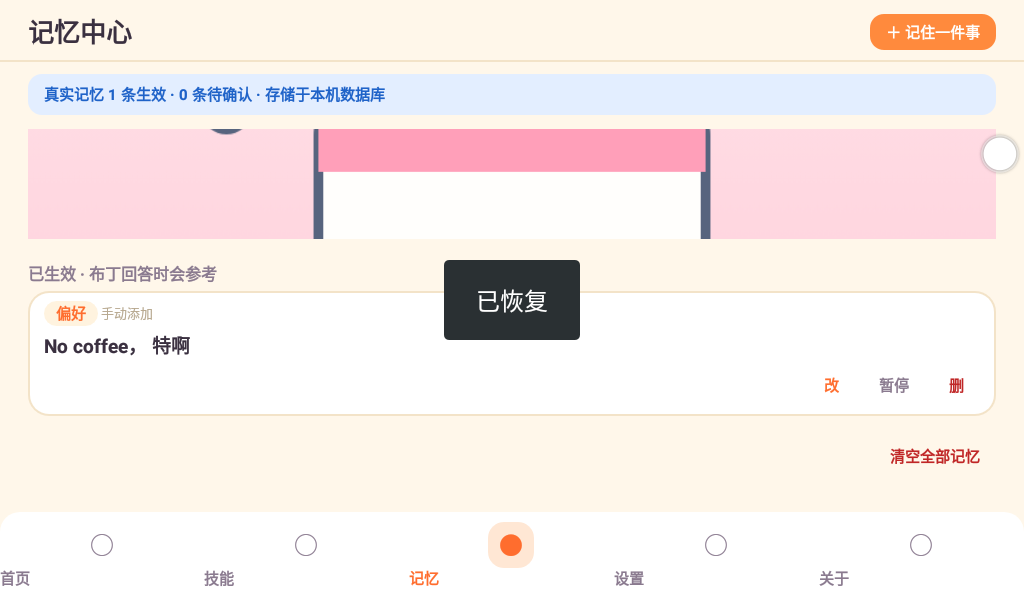 记忆中心
＋ 记住一件事
真实记忆 1 条生效 · 0 条待确认 · 存储于本机数据库
已生效 · 布丁回答时会参考
已恢复
偏好 手动添加
No coffee， 特啊
改 暂停 删
清空全部记忆
首页 技能 记忆 设置 关于